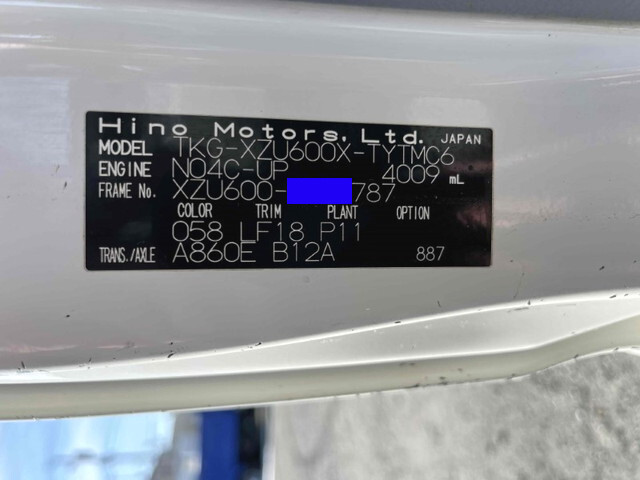 Hino Motors, Ltd. JAPAN
MODEL TKG-XZU600X-TYTMC6
ENGINE N04C-UP 4009 mL
FRAME No. XZU600- 787
COLOR TRIM PLANT OPTION
058 LF18 P11
TRANS./AXLE A860E B12A 887